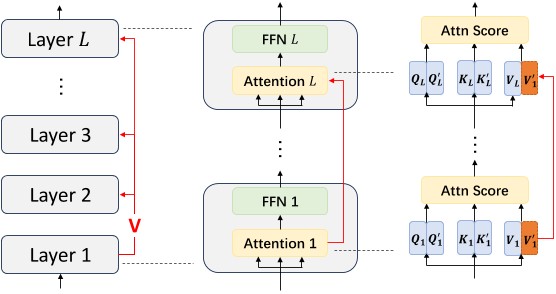 Layer L
⋮
Layer 3
Layer 2
V
Layer 1
FFN L
Attention L
⋮
FFN 1
Attention 1
Attn Score
Q_L Q'_L K_L K'_L V_L V'_1
⋮
Attn Score
Q_1 Q'_1 K_1 K'_1 V_1 V'_1